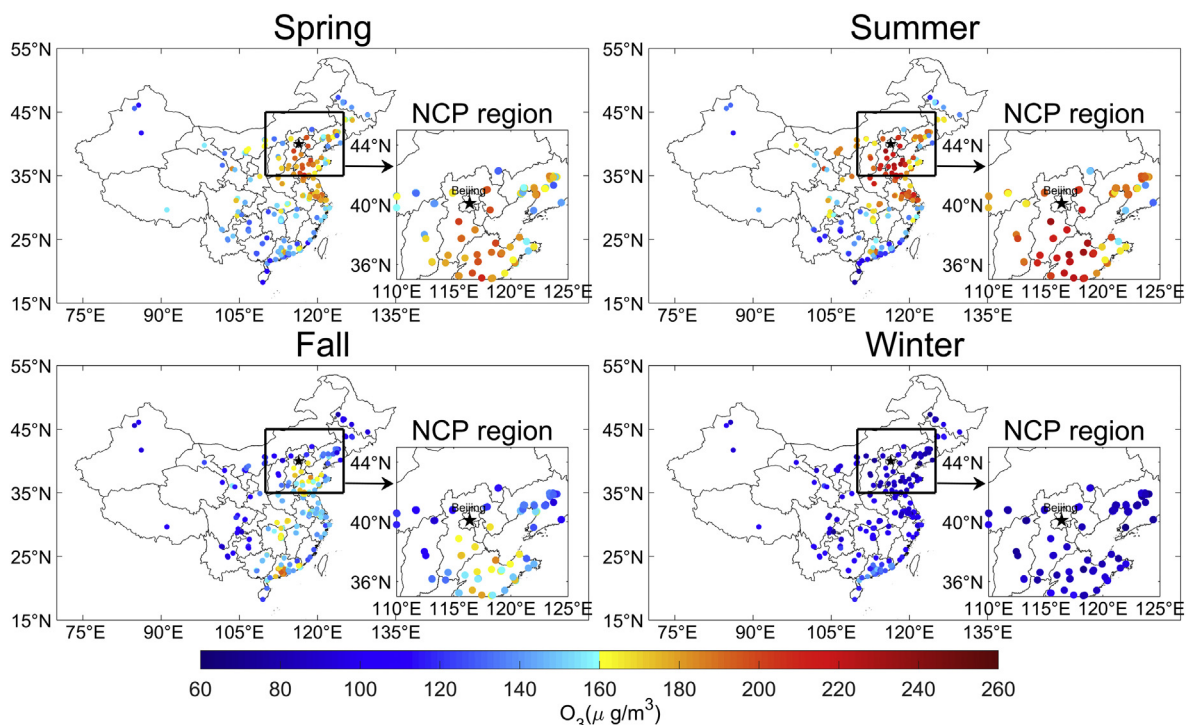 Spring
55°N
45°N
35°N
25°N
15°N
75°E 90°E 105°E 120°E 135°E
NCP region
44°N
40°N
36°N
Beijing
110°E 115°E 120°E 125°E
Summer
55°N
45°N
35°N
25°N
15°N
75°E 90°E 105°E 120°E 135°E
NCP region
44°N
40°N
36°N
Beijing
110°E 115°E 120°E 125°E
Fall
55°N
45°N
35°N
25°N
15°N
75°E 90°E 105°E 120°E 135°E
NCP region
44°N
40°N
36°N
Beijing
110°E 115°E 120°E 125°E
Winter
55°N
45°N
35°N
25°N
15°N
75°E 90°E 105°E 120°E 135°E
NCP region
44°N
40°N
36°N
Beijing
110°E 115°E 120°E 125°E
60 80 100 120 140 160 180 200 220 240 260
O₃(μ g/m³)